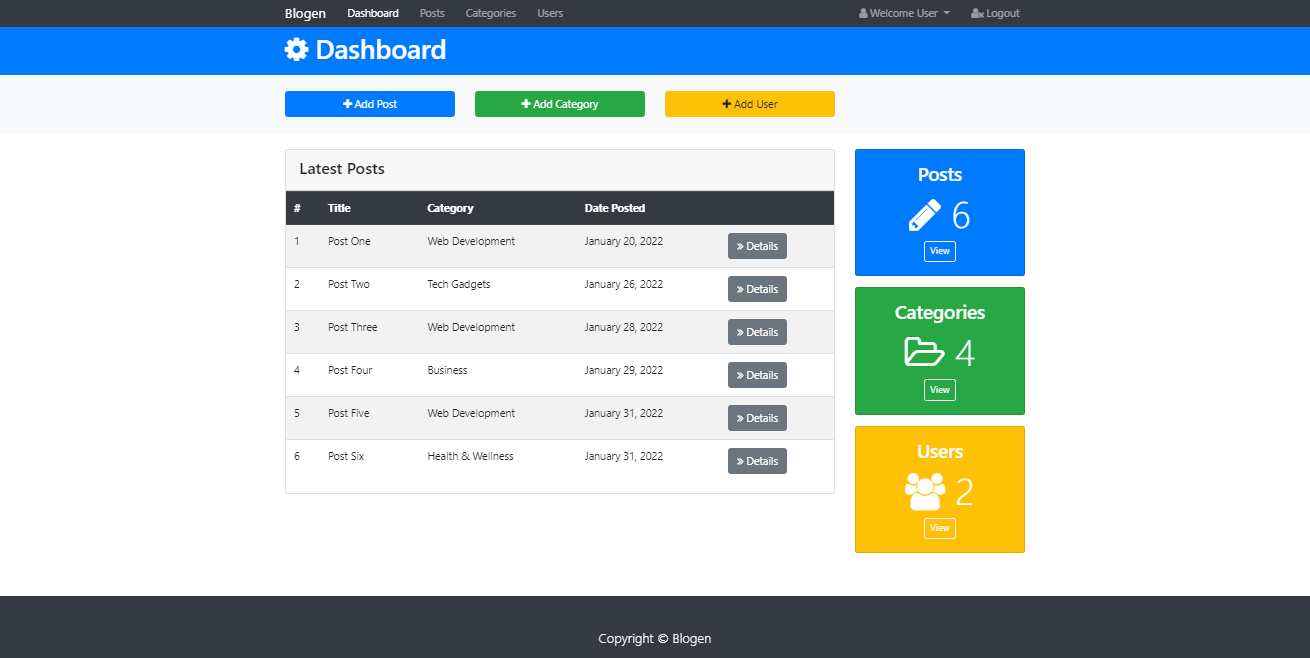 Blogen Dashboard Posts Categories Users Welcome User Logout
Dashboard
Add Post Add Category Add User
Latest Posts
# Title Category Date Posted
1 Post One Web Development January 20, 2022 » Details
2 Post Two Tech Gadgets January 26, 2022 » Details
3 Post Three Web Development January 28, 2022 » Details
4 Post Four Business January 29, 2022 » Details
5 Post Five Web Development January 31, 2022 » Details
6 Post Six Health & Wellness January 31, 2022 » Details
Posts
6
View
Categories
4
View
Users
2
View
Copyright © Blogen